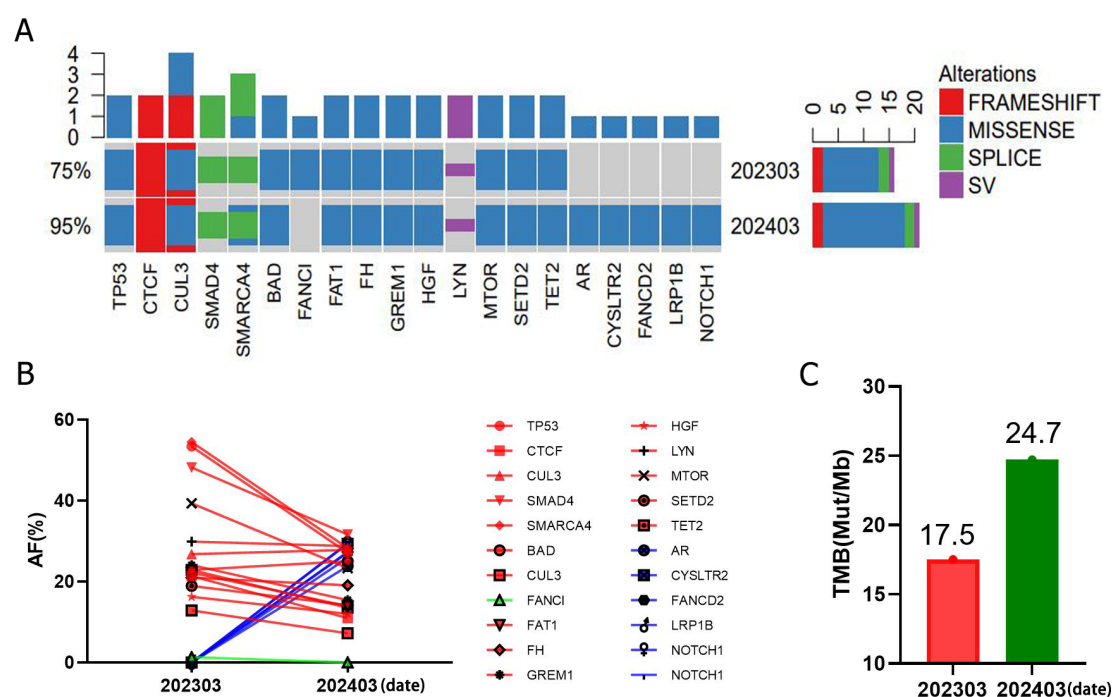 A
4
3
2
1
0
75%
95%
TP53
CTCF
CUL3
SMAD4
SMARCA4
BAD
FANCI
FAT1
FH
GREM1
HGF
LYN
MTOR
SETD2
TET2
AR
CYSLTR2
FANCD2
LRP1B
NOTCH1
0
5
10
15
20
202303
202403
Alterations
FRAMESHIFT
MISSENSE
SPLICE
SV
B
AF(%)
60
40
20
0
202303
202403 (date)
TP53
CTCF
CUL3
SMAD4
SMARCA4
BAD
CUL3
FANCI
FAT1
FH
GREM1
HGF
LYN
MTOR
SETD2
TET2
AR
CYSLTR2
FANCD2
LRP1B
NOTCH1
NOTCH1
C
TMB(Mut/Mb)
30
25
20
15
10
17.5
24.7
202303
202403 (date)